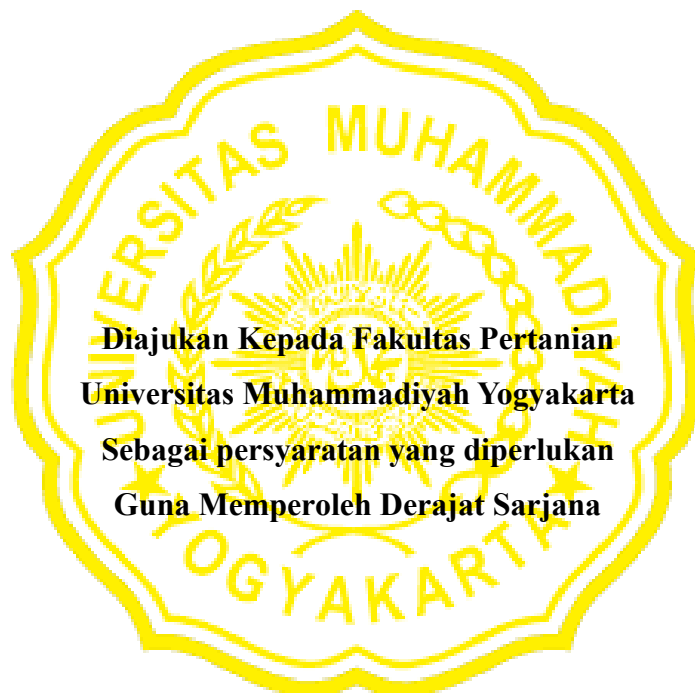 UNIVERSITAS MUHAMMADIYAH
Diajukan Kepada Fakultas Pertanian
Universitas Muhammadiyah Yogyakarta
Sebagai persyaratan yang diperlukan
Guna Memperoleh Derajat Sarjana
YOGYAKARTA